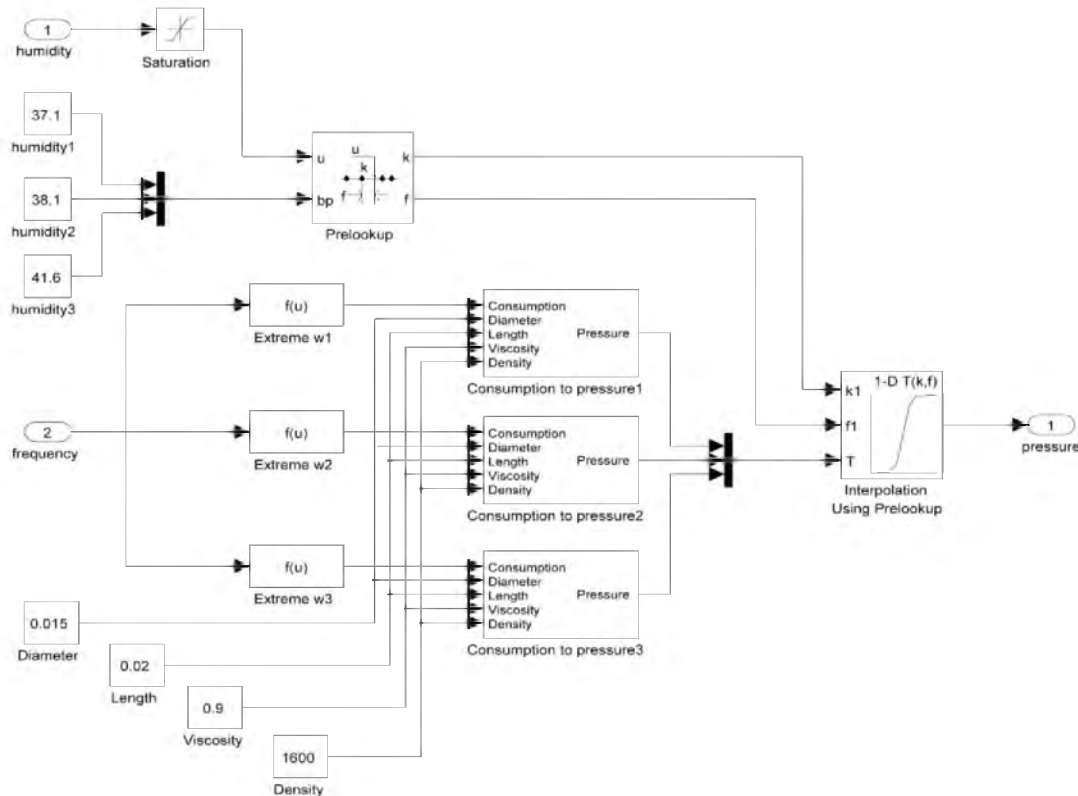 1
humidity
Saturation
37.1
humidity1
38.1
humidity2
41.6
humidity3
u
bp
u
k
f
k
f
Prelookup
f(u)
Extreme w1
Consumption
Diameter
Length
Viscosity
Density
Pressure
Consumption to pressure1
2
frequency
f(u)
Extreme w2
Consumption
Diameter
Length
Viscosity
Density
Pressure
Consumption to pressure2
f(u)
Extreme w3
Consumption
Diameter
Length
Viscosity
Density
Pressure
Consumption to pressure3
1-D T(k,f)
k1
f1
T
Interpolation
Using Prelookup
1
pressure
0.015
Diameter
0.02
Length
0.9
Viscosity
1600
Density